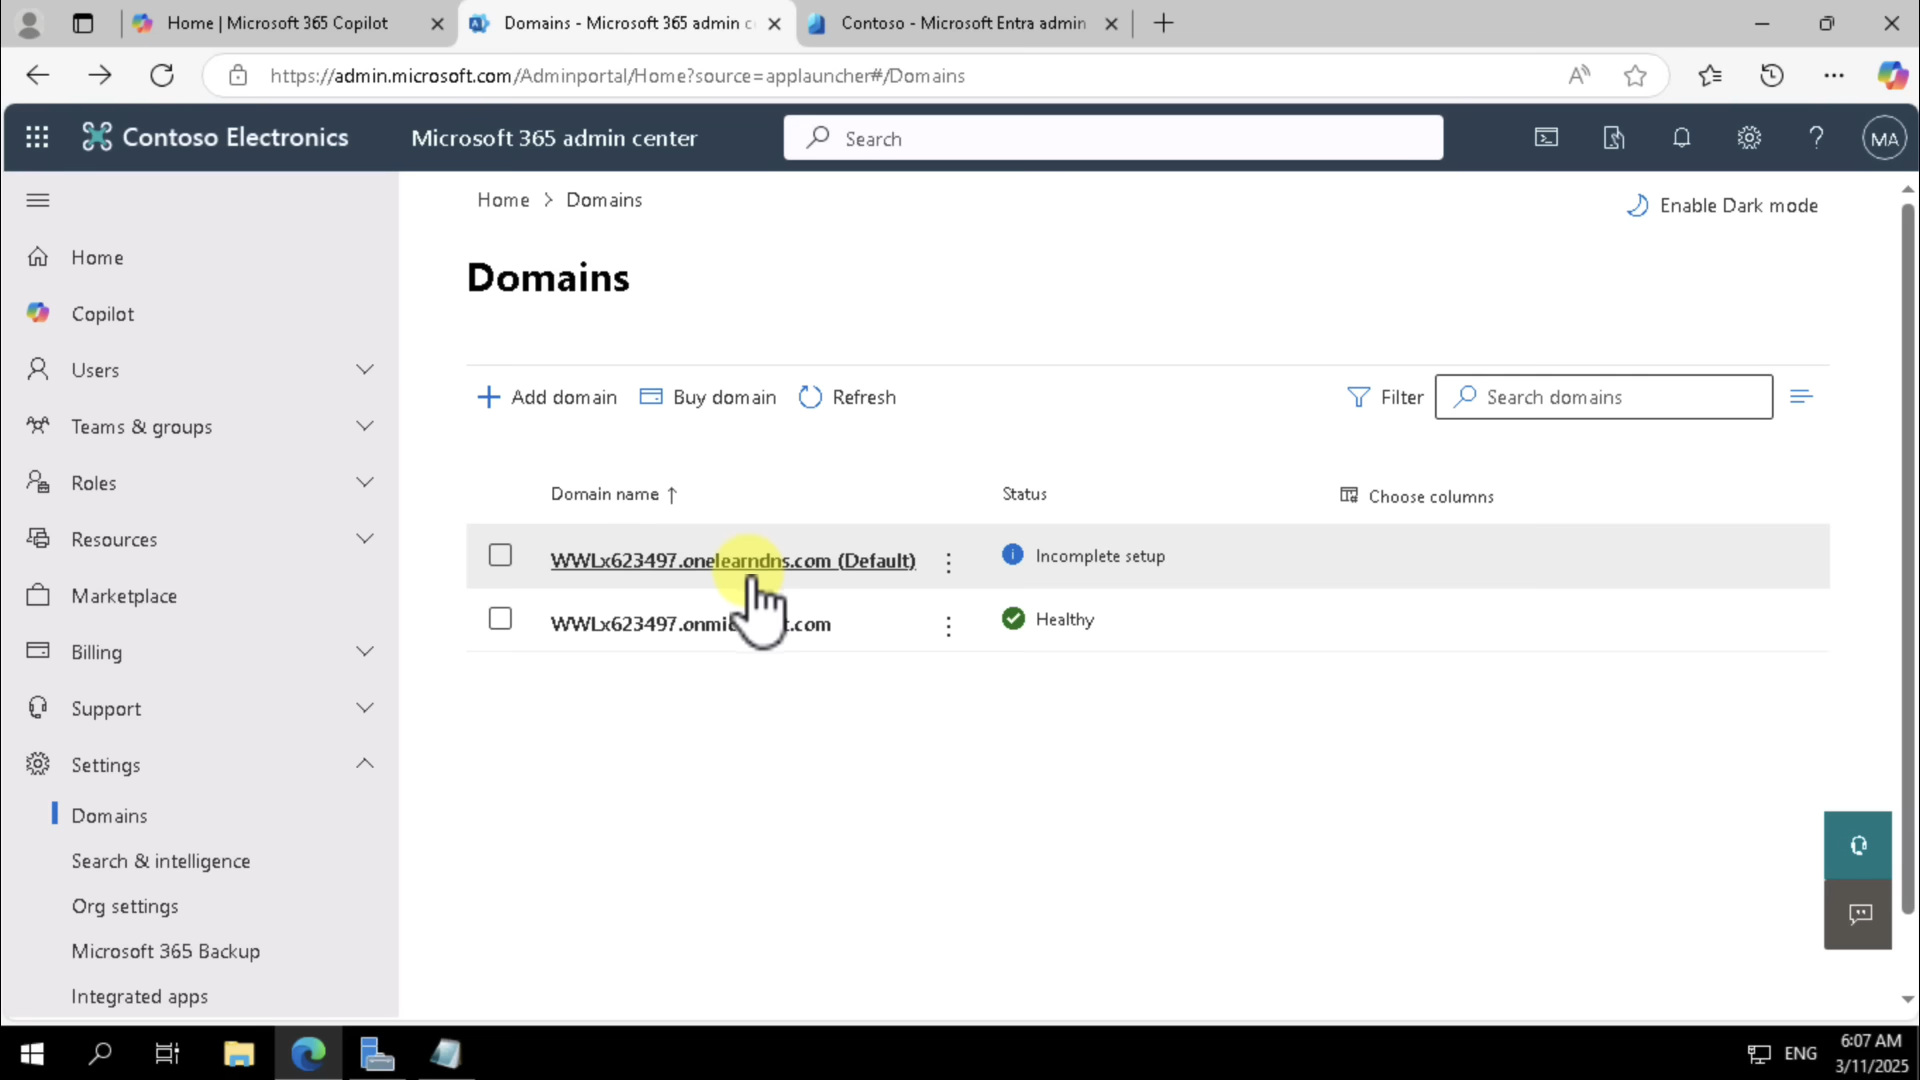 Home | Microsoft 365 Copilot
Domains - Microsoft 365 admin c
Contoso - Microsoft Entra admin
https://admin.microsoft.com/Adminportal/Home?source=applauncher#/Domains
Contoso Electronics
Microsoft 365 admin center
Search
MA
Home > Domains
Enable Dark mode
Home
Copilot
Users
Teams & groups
Roles
Resources
Marketplace
Billing
Support
Settings
Domains
Search & intelligence
Org settings
Microsoft 365 Backup
Integrated apps
Domains
Add domain
Buy domain
Refresh
Filter
Search domains
Domain name ↑
Status
Choose columns
WWLx623497.onelearndns.com (Default)
Incomplete setup
WWLx623497.onmic t.com
Healthy
ENG
6:07 AM
3/11/2025